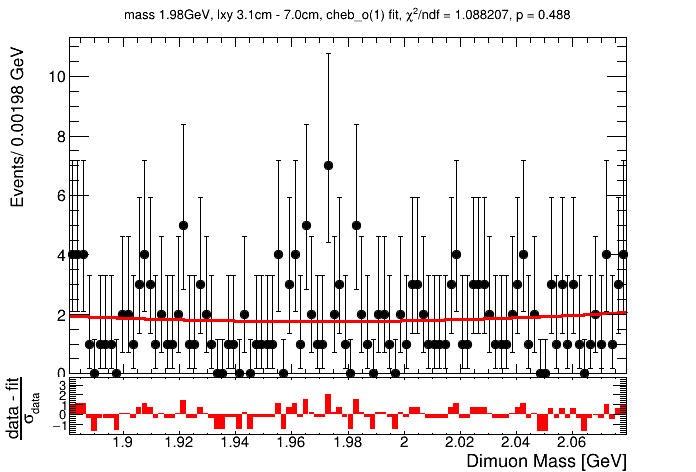 mass 1.98GeV, lxy 3.1cm - 7.0cm, cheb_o(1) fit, χ²/ndf = 1.088207, p = 0.488
Events/ 0.00198 GeV
10
8
6
4
2
0
data - fit
σdata
3
2
1
0
−1
1.9 1.92 1.94 1.96 1.98 2 2.02 2.04 2.06
Dimuon Mass [GeV]